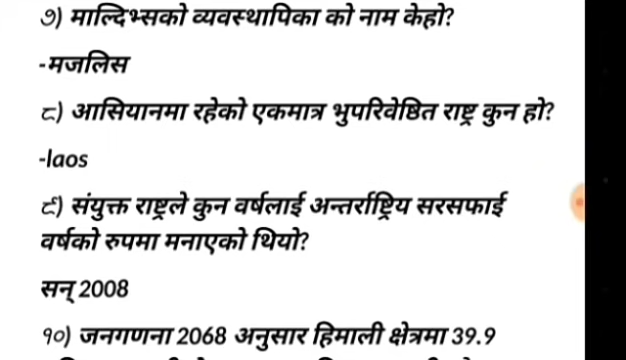 ७) माल्दिभ्सको व्यवस्थापिका को नाम केहो?
-मजलिस
८) आसियानमा रहेको एकमात्र भुपरिवेष्ठित राष्ट्र कुन हो?
-laos
९) संयुक्त राष्ट्रले कुन वर्षलाई अन्तर्राष्ट्रिय सरसफाई
वर्षको रुपमा मनाएको थियो?
सन् 2008
१०) जनगणना 2068 अनुसार हिमाली क्षेत्रमा 39.9